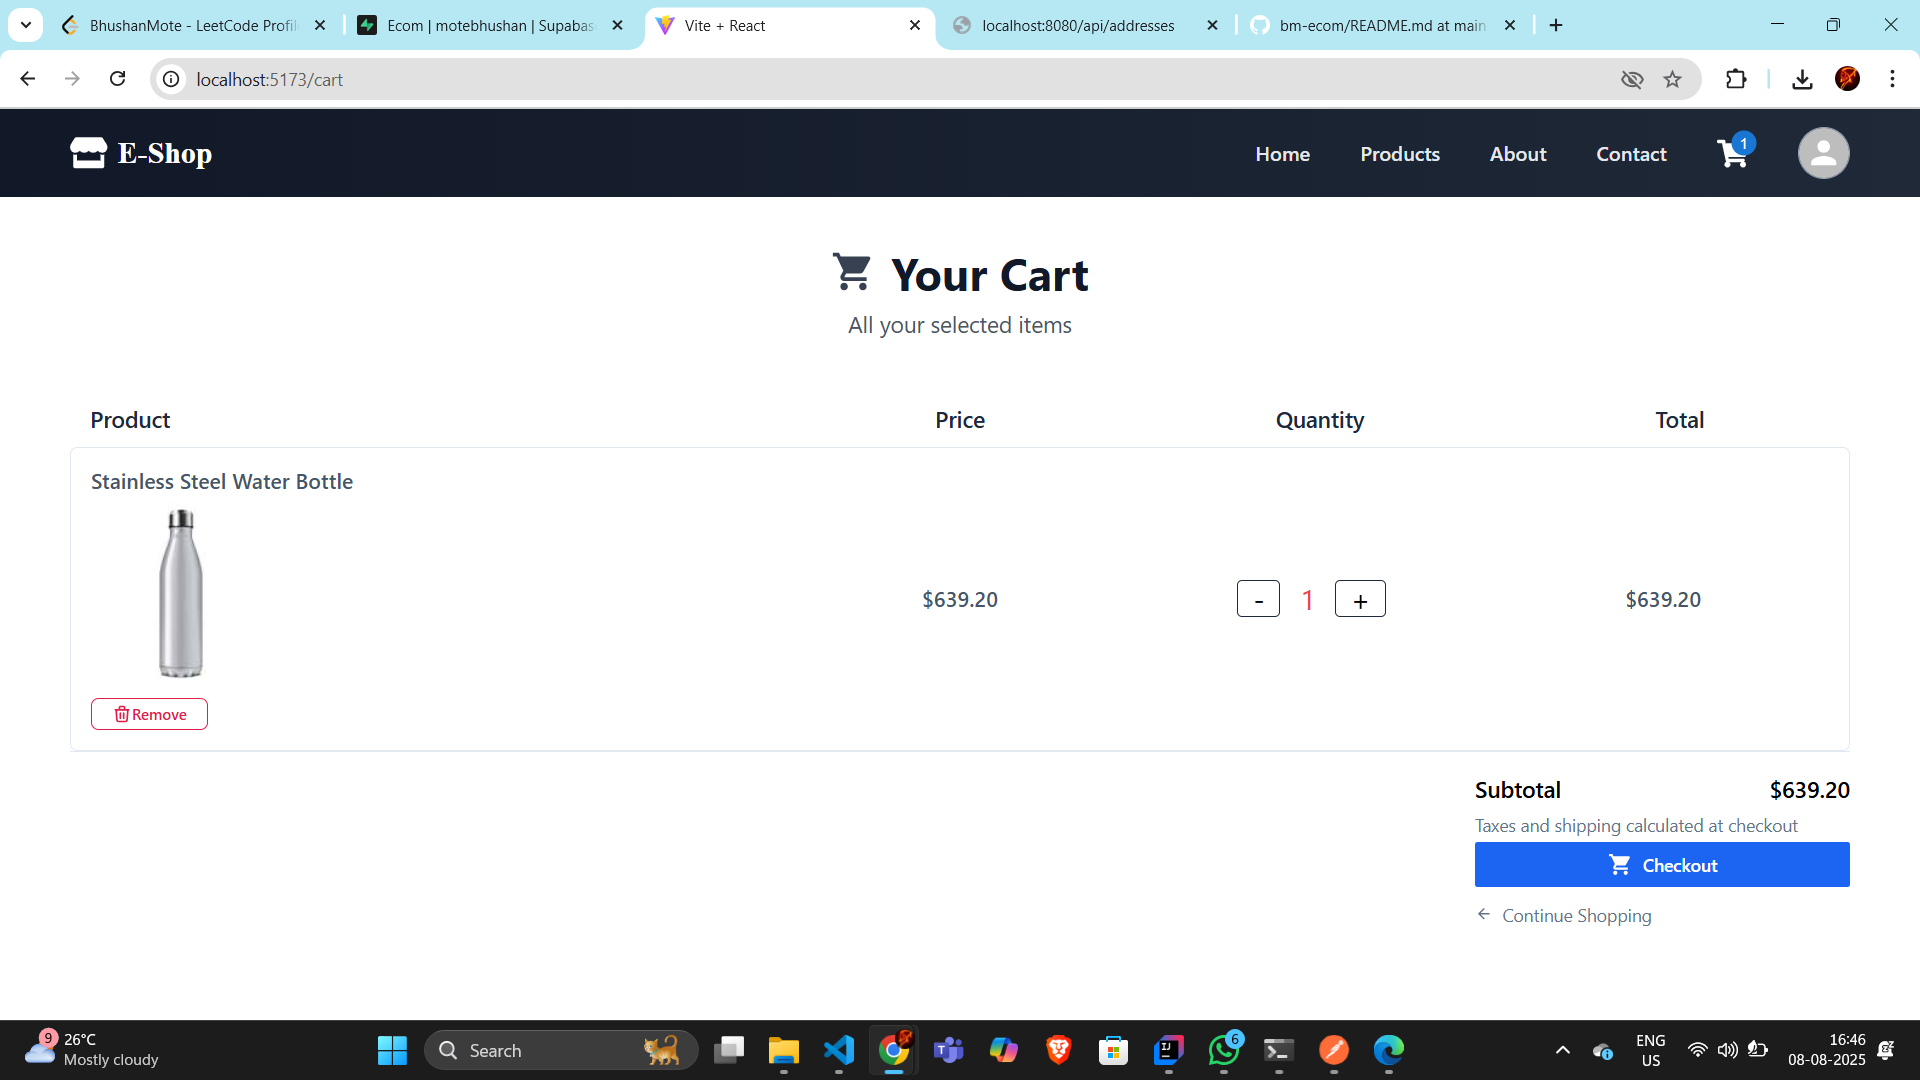 BhushanMote - LeetCode Profil
Ecom | motebhushan | Supabas
Vite + React
localhost:8080/api/addresses
bm-ecom/README.md at main
localhost:5173/cart
E-Shop
Home
Products
About
Contact
1
Your Cart
All your selected items
Product
Price
Quantity
Total
Stainless Steel Water Bottle
$639.20
-
1
+
$639.20
Remove
Subtotal
$639.20
Taxes and shipping calculated at checkout
Checkout
Continue Shopping
9
26°C
Mostly cloudy
Search
6
ENG
US
16:46
08-08-2025